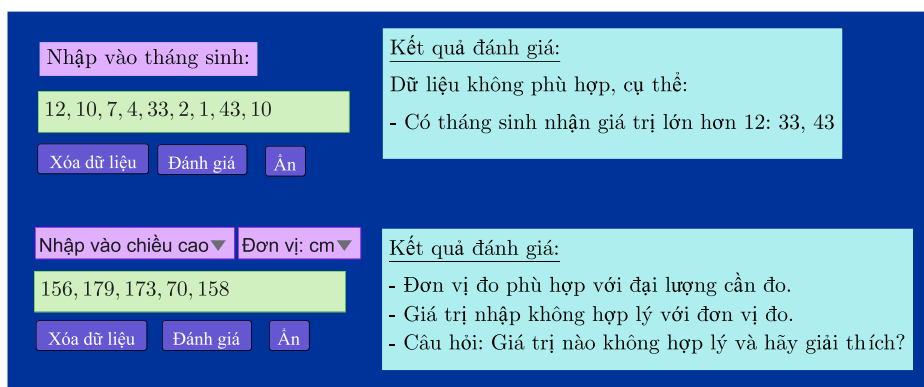 Nhập vào tháng sinh:
12, 10, 7, 4, 33, 2, 1, 43, 10
Xóa dữ liệu Đánh giá Ẩn
Kết quả đánh giá:
Dữ liệu không phù hợp, cụ thể:
- Có tháng sinh nhận giá trị lớn hơn 12: 33, 43
Nhập vào chiều cao Đơn vị: cm
156, 179, 173, 70, 158
Xóa dữ liệu Đánh giá Ẩn
Kết quả đánh giá:
- Đơn vị đo phù hợp với đại lượng cần đo.
- Giá trị nhập không hợp lý với đơn vị đo.
- Câu hỏi: Giá trị nào không hợp lý và hãy giải thích?